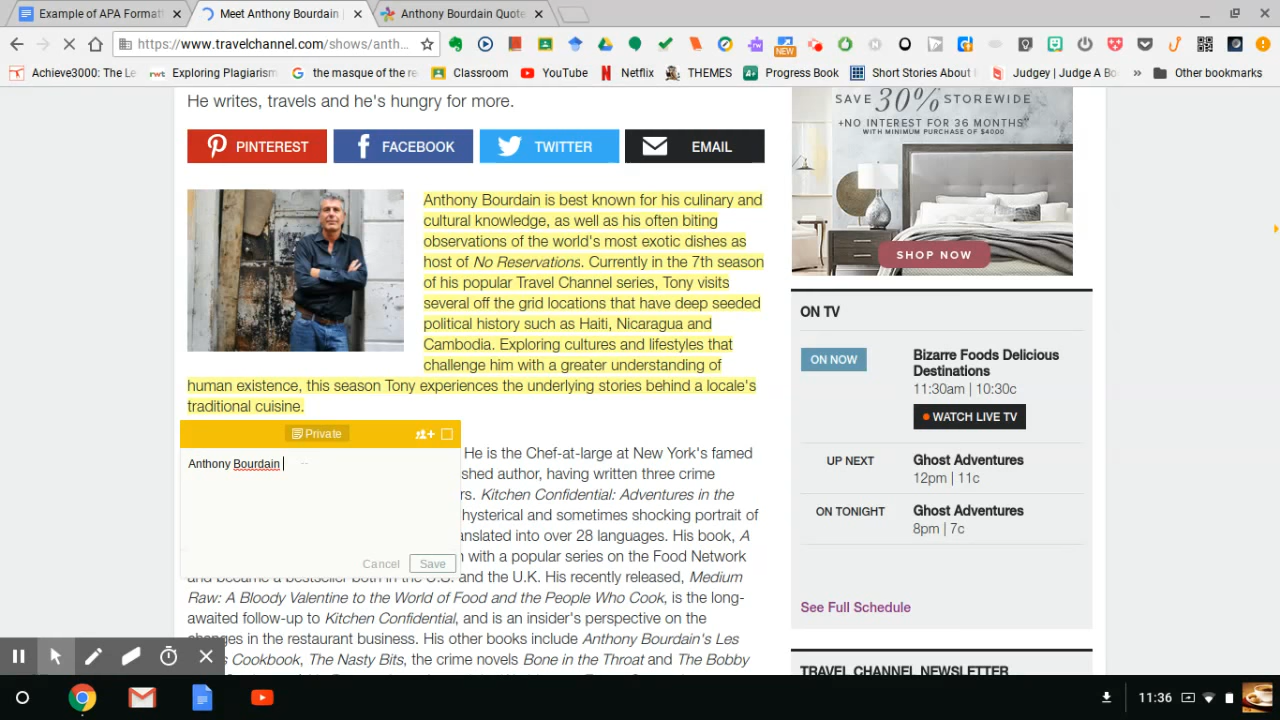 Example of APA Formatt
Meet Anthony Bourdain |
Anthony Bourdain Quote
https://www.travelchannel.com/shows/anth...
NEW
Achieve3000: The Le
rwt Exploring Plagiarism
the masque of the re
Classroom
YouTube
Netflix
THEMES
Progress Book
Short Stories About
Judgey | Judge A Bo
»
Other bookmarks
He writes, travels and he's hungry for more.
PINTEREST
FACEBOOK
TWITTER
EMAIL
Anthony Bourdain is best known for his culinary and
cultural knowledge, as well as his often biting
observations of the world's most exotic dishes as
host of No Reservations. Currently in the 7th season
of his popular Travel Channel series, Tony visits
several off the grid locations that have deep seeded
political history such as Haiti, Nicaragua and
Cambodia. Exploring cultures and lifestyles that
challenge him with a greater understanding of
human existence, this season Tony experiences the underlying stories behind a locale's
traditional cuisine.
Private
Anthony Bourdain
Cancel
Save
He is the Chef-at-large at New York's famed
shed author, having written three crime
rs. Kitchen Confidential: Adventures in the
hysterical and sometimes shocking portrait of
anslated into over 28 languages. His book, A
with a popular series on the Food Network
and became a bestseller both in the U.S. and the U.K. His recently released, Medium
Raw: A Bloody Valentine to the World of Food and the People Who Cook, is the long-
awaited follow-up to Kitchen Confidential, and is an insider's perspective on the
changes in the restaurant business. His other books include Anthony Bourdain's Les
s Cookbook, The Nasty Bits, the crime novels Bone in the Throat and The Bobby
SAVE 30% STOREWIDE
+NO INTEREST FOR 36 MONTHS*
WITH MINIMUM PURCHASE OF $4000
SHOP NOW
ON TV
ON NOW
Bizarre Foods Delicious
Destinations
11:30am | 10:30c
WATCH LIVE TV
UP NEXT
Ghost Adventures
12pm | 11c
ON TONIGHT
Ghost Adventures
8pm | 7c
See Full Schedule
TRAVEL CHANNEL NEWSLETTER
11:36